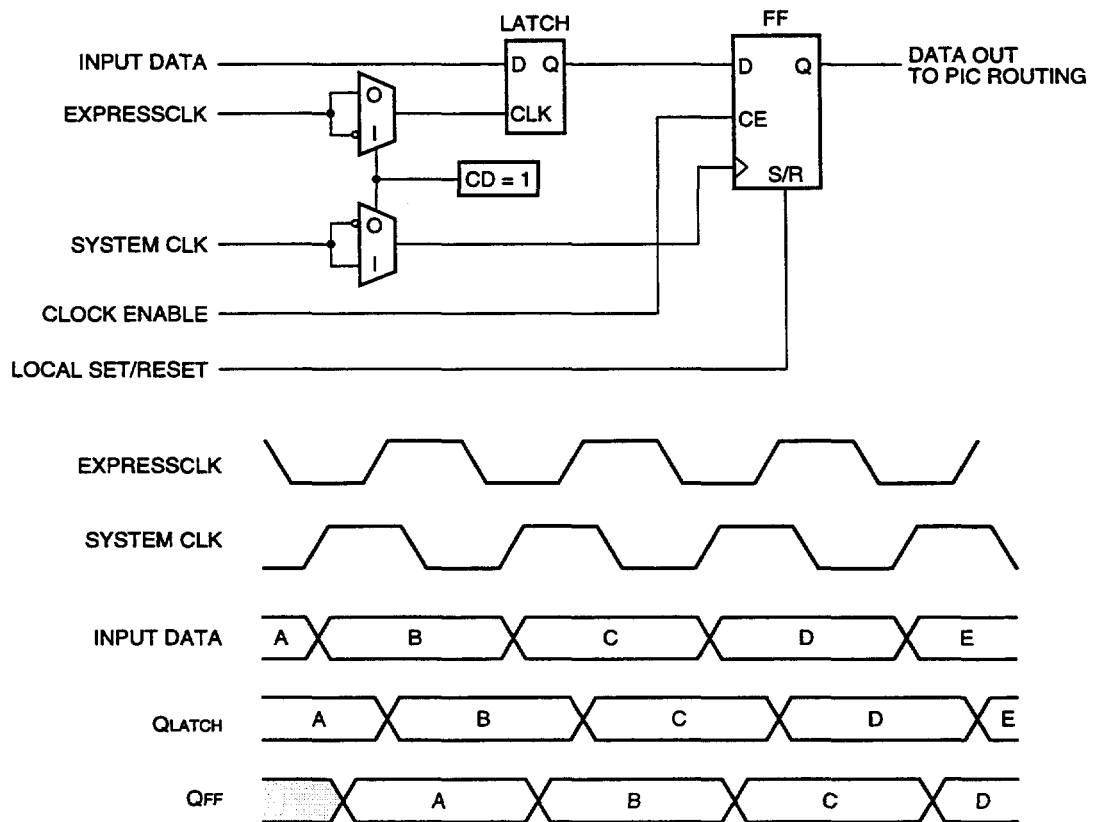 LATCH
FF
INPUT DATA
D Q
D Q
DATA OUT
TO PIC ROUTING
EXPRESSCLK
O
I
CLK
CE
CD = 1
S/R
SYSTEM CLK
O
I
CLOCK ENABLE
LOCAL SET/RESET
EXPRESSCLK
SYSTEM CLK
INPUT DATA
A B C D E
QLATCH
A B C D E
QFF
A B C D